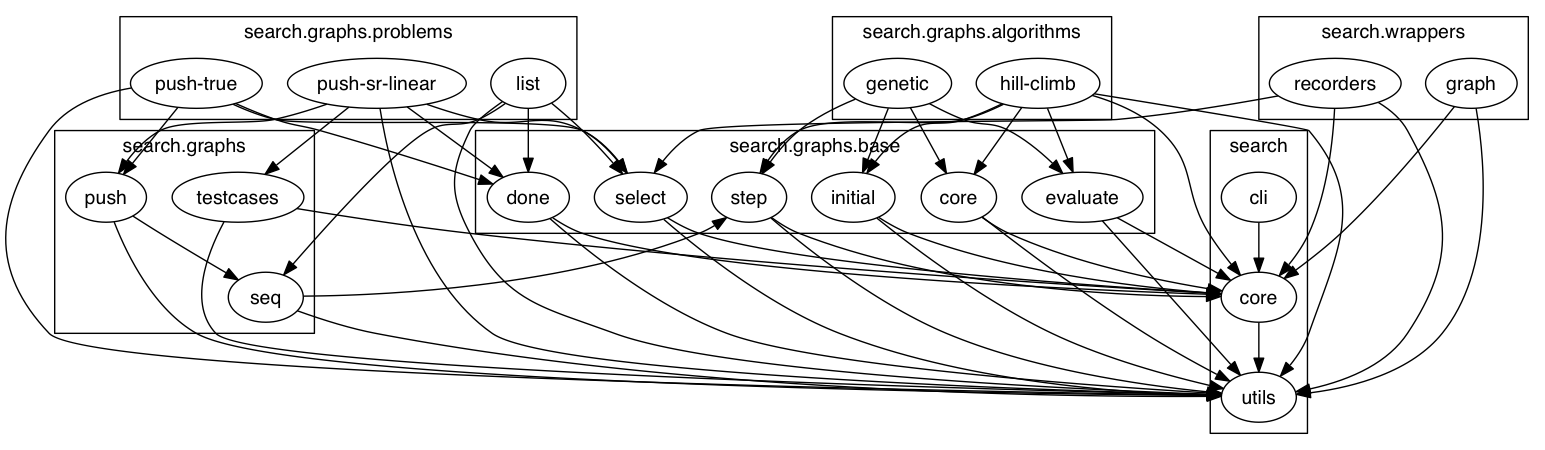 search.graphs.problems
search.graphs.algorithms
search.wrappers
push-true
push-sr-linear
list
genetic
hill-climb
recorders
graph
search.graphs
search.graphs.base
search
push
testcases
done
select
step
initial
core
evaluate
cli
seq
core
utils